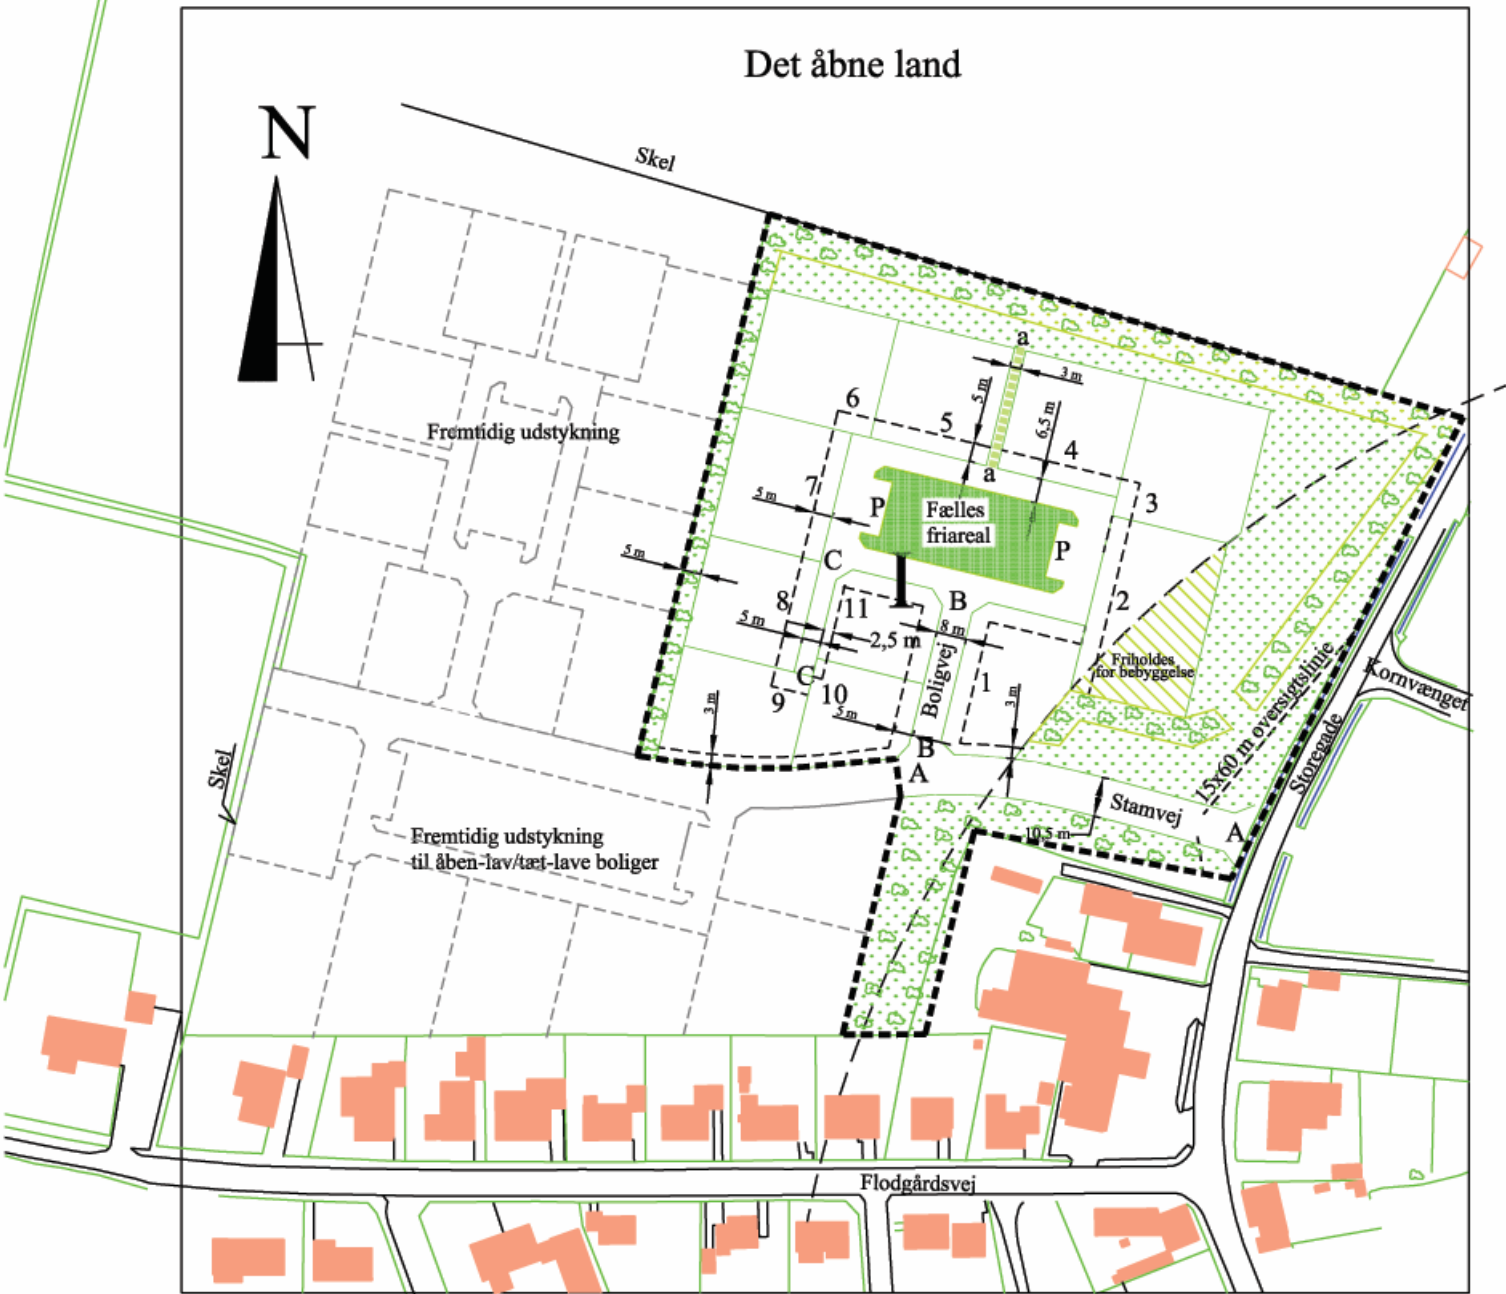 Det åbne land
N
Skel
a
3 m
5 m
6,5 m
6
5
4
Fremtidig udstykning
a
3
7
P
Fælles
friareal
5 m
P
5 m
C
B
8
11
2
5 m
2,5 m
8 m
Friholdes
for bebyggelse
C
Boligvej
1
9
10
3 m
5 m
3 m
15x60 m oversigtslinie
Kornvænget
Storegade
Skel
B
A
Stamvej
10,5 m
A
Fremtidig udstykning
til åben-lav/tæt-lave boliger
Flodgårdsvej